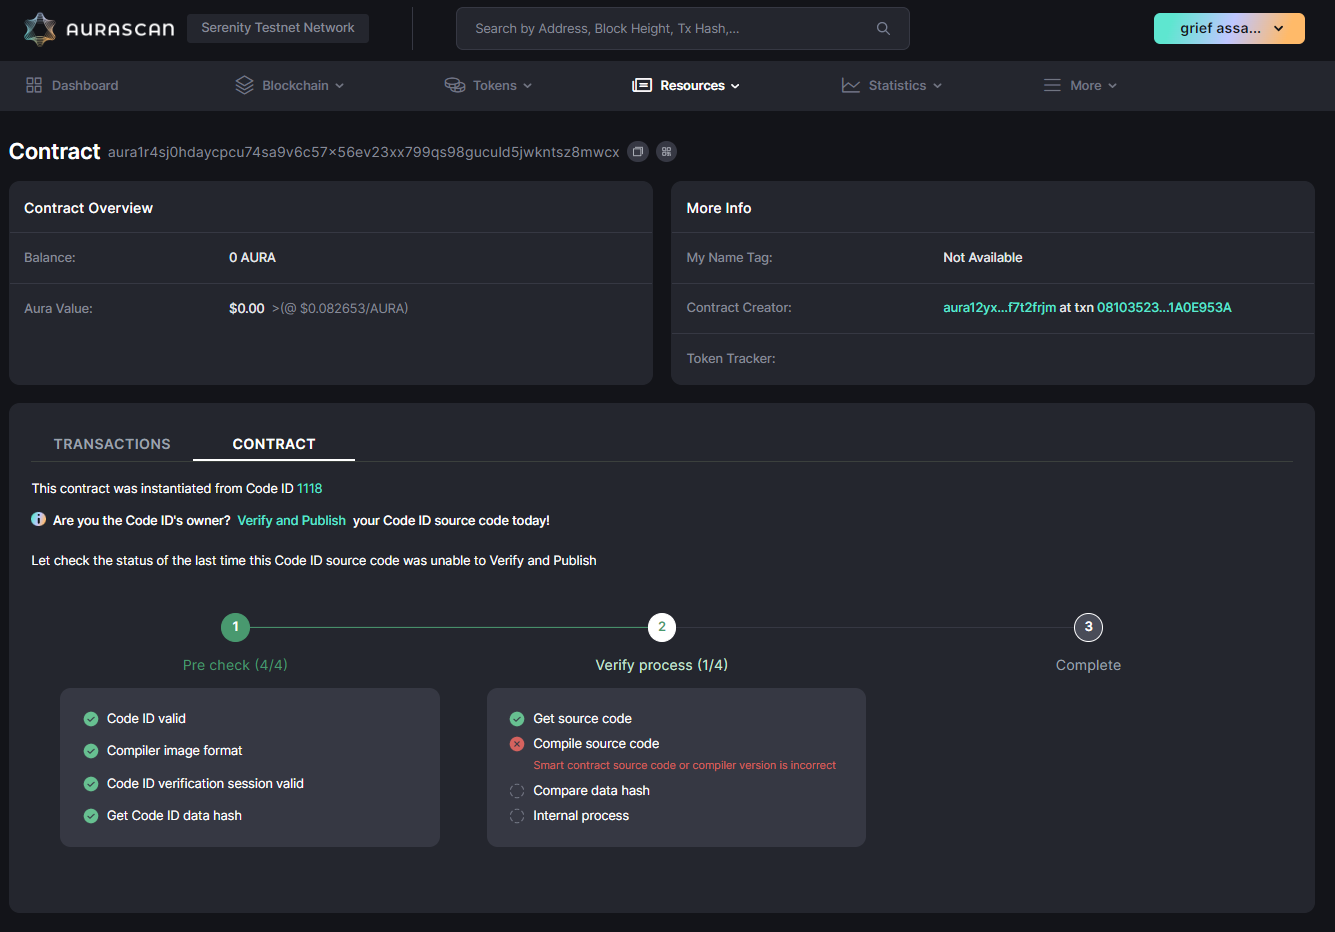 AURASCAN
Serenity Testnet Network
Search by Address, Block Height, Tx Hash,...
grief assa...
Dashboard
Blockchain
Tokens
Resources
Statistics
More
Contract aura1r4sj0hdaycpcu74sa9v6c57x56ev23xx799qs98guculd5jwkntsz8mwcx
Contract Overview
Balance: 0 AURA
Aura Value: $0.00 >(@ $0.082653/AURA)
More Info
My Name Tag: Not Available
Contract Creator: aura12yx...f7t2frjm at txn 08103523...1A0E953A
Token Tracker:
TRANSACTIONS
CONTRACT
This contract was instantiated from Code ID 1118
Are you the Code ID's owner? Verify and Publish your Code ID source code today!
Let check the status of the last time this Code ID source code was unable to Verify and Publish
1
Pre check (4/4)
Code ID valid
Compiler image format
Code ID verification session valid
Get Code ID data hash
2
Verify process (1/4)
Get source code
Compile source code
Smart contract source code or compiler version is incorrect
Compare data hash
Internal process
3
Complete